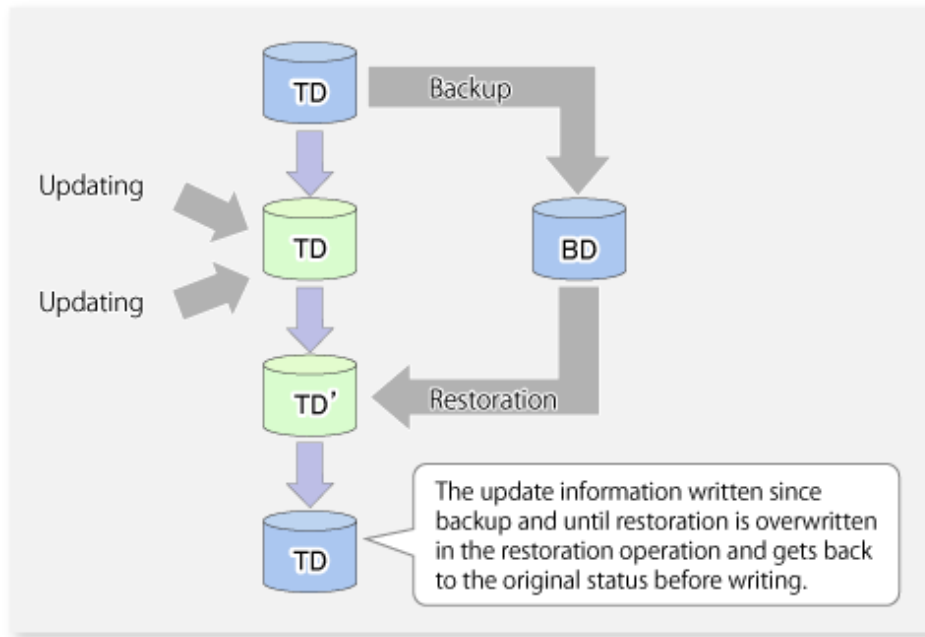 TD
Backup
Updating
TD
BD
Updating
TD’
Restoration
The update information written since
backup and until restoration is overwritten
in the restoration operation and gets back
to the original status before writing.
TD